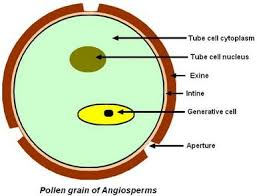 Tube cell cytoplasm
Tube cell nucleus
Exine
Intine
Generative cell
Aperture
Pollen grain of Angiosperms